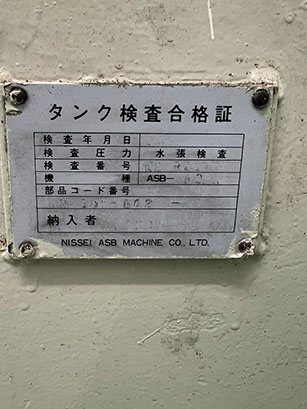 タンク検査合格証
検査年月日
検査圧力 水張検査
検査番号
機種 ASB-
部品コード番号
納入者
NISSEI ASB MACHINE CO., LTD.